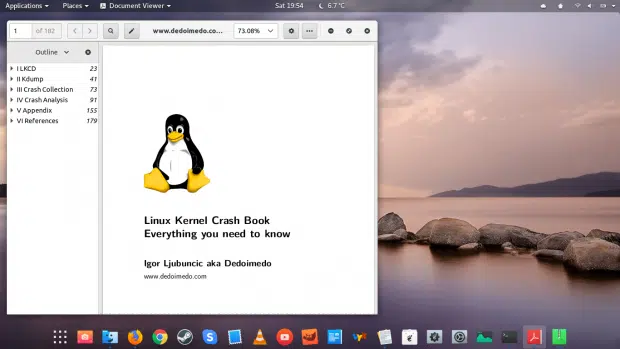 Applications Places Document Viewer Sat 19:54 6.7 °C
1 of 182 www.dedoimedo.co... 73.08%
Outline
I LKCD 23
II Kdump 41
III Crash Collection 73
IV Crash Analysis 91
V Appendix 155
VI References 179
Linux Kernel Crash Book
Everything you need to know
Igor Ljubuncic aka Dedoimedo
www.dedoimedo.com